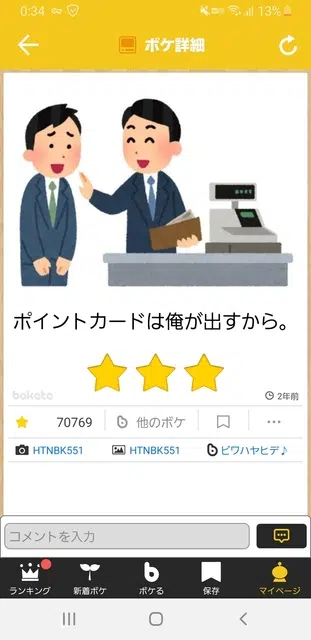 0:34 13%
ボケ詳細
ポイントカードは俺が出すから。
bokete 2年前
70769 他のボケ
HTNBK551 HTNBK551 ビワハヤヒデ♪
コメントを入力
ランキング 新着ボケ ボケる 保存 マイページ